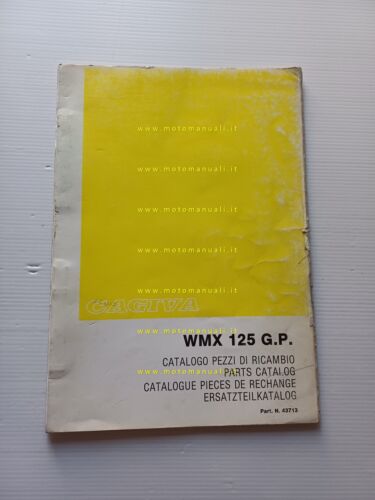 www.motomanuali.it
www.motomanuali.it
www.motomanuali.it
www.motomanuali.it
www.motomanuali.it
CAGIVA
www.motomanuali.it
WMX 125 G.P.
CATALOGO PEZZI DI RICAMBIO
PARTS CATALOG
www.motomanuali.it
CATALOGUE PIECES DE RECHANGE
ERSATZTEILKATALOG
Part. N. 43713